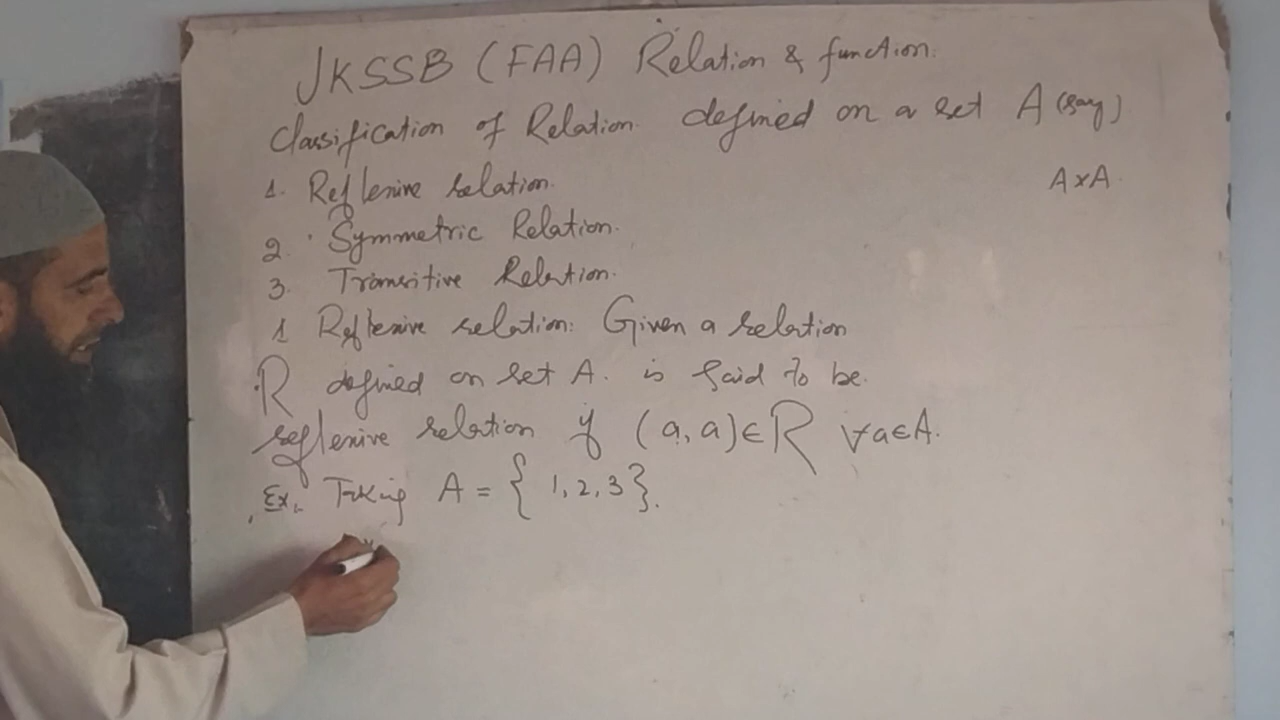 JKSSB (FAA) Relation & function.
Classification of Relation defined on a set A (say)
1. Reflexive relation.
A×A
2. Symmetric Relation.
3. Transitive Relation.
1 Reflexive relation: Given a relation
R defined on set A. is said to be.
reflexive relation if (a, a)∈R ∀a∈A.
Ex. Taking A = { 1, 2, 3}.